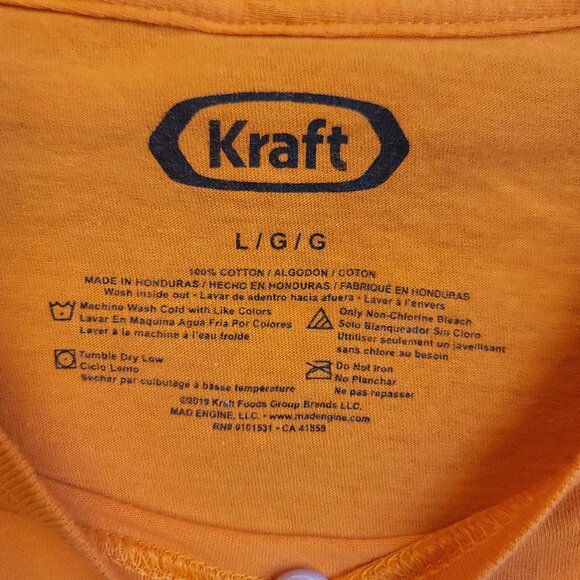 Kraft
L / G / G
100% COTTON / ALGODON / COTON
MADE IN HONDURAS / HECHO EN HONDURAS / FABRIQUÉ EN HONDURAS
Wash inside out • Lavar de adentro hacia afuera • Laver à l'envers
Machine Wash Cold with Like Colors
Lavar En Maquina Agua Fria Por Colores
Laver à la machine à l'eau froide
Only Non-Chlorine Bleach
Solo Blanqueador Sin Cloro
Utiliser seulement un javellisant
sans chlore au besoin
Tumble Dry Low
Ciclo Lento
Sécher par culbutage à basse température
Do Not Iron
No Planchar
Ne pas repasser
©2019 Kraft Foods Group Brands LLC.
MAD ENGINE, LLC. • www.madengine.com
RN# 0101531 • CA 41859